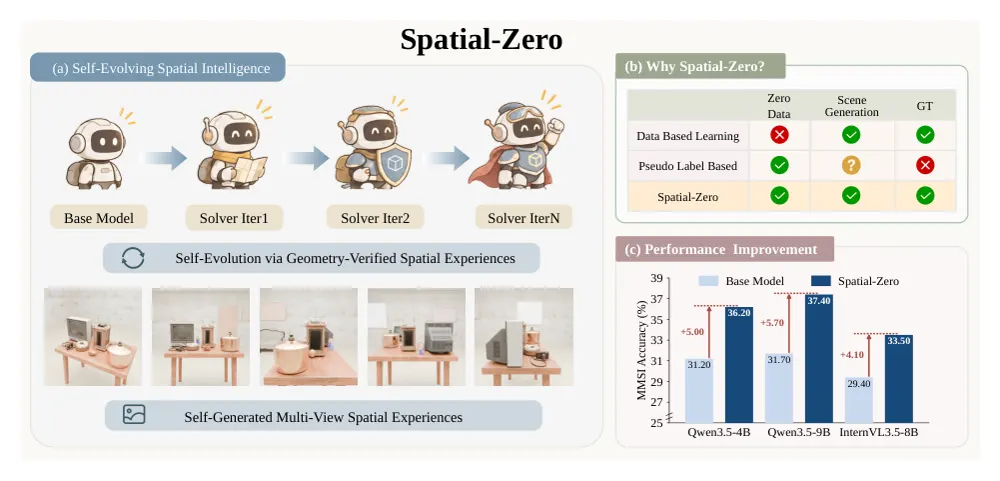 Spatial-Zero
(a) Self-Evolving Spatial Intelligence
Base Model
Solver Iter1
Solver Iter2
Solver IterN
Self-Evolution via Geometry-Verified Spatial Experiences
Self-Generated Multi-View Spatial Experiences
(b) Why Spatial-Zero?
Zero Data
Scene Generation
GT
Data Based Learning
Pseudo Label Based
?
Spatial-Zero
(c) Performance Improvement
MMSI Accuracy (%)
39
37
35
33
31
29
27
25
Base Model
Spatial-Zero
+5.00
31.20
36.20
+5.70
31.70
37.40
+4.10
29.40
33.50
Qwen3.5-4B
Qwen3.5-9B
InternVL3.5-8B